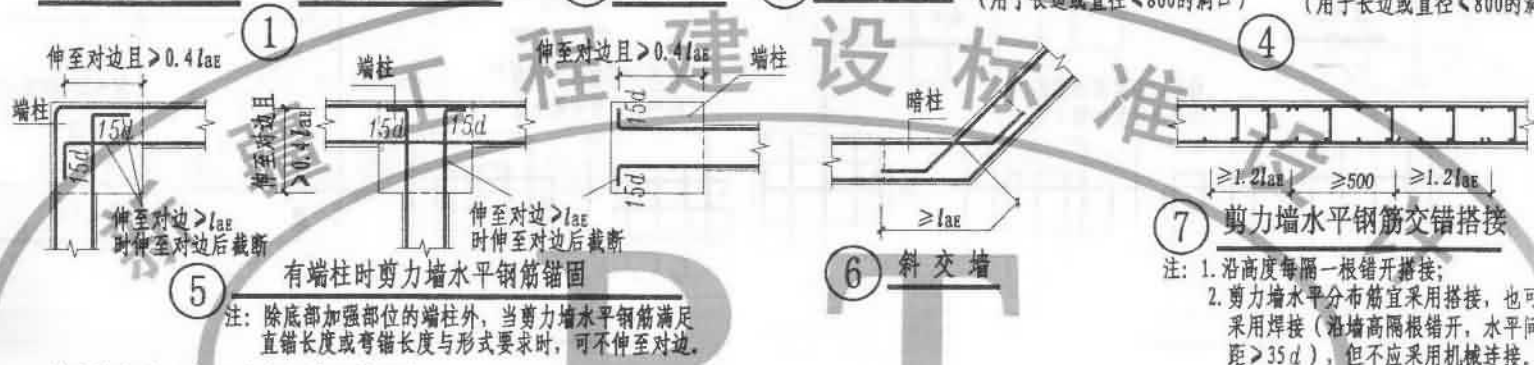 (用于长边或直径<800的洞口)
(用于长边或直径<800的
①
④
伸至对边且≥0.4laE
端柱
15d
15d
伸至对边≥laE
时伸至对边后截断
端柱
伸至对边且
≥0.4laE
15d
15d
伸至对边≥laE
时伸至对边后截断
伸至对边且≥0.4laE
端柱
15d
15d
⑤
有端柱时剪力墙水平钢筋锚固
注: 除底部加强部位的端柱外, 当剪力墙水平钢筋满足
直锚长度或弯锚长度与形式要求时, 可不伸至对边。
暗柱
≥laE
⑥
斜交墙
≥1.2laE
≥500
≥1.2laE
⑦
剪力墙水平钢筋交错搭接
注: 1. 沿高度每隔一根错开搭接;
2. 剪力墙水平分布筋宜采用搭接, 也可
采用焊接 (沿墙高隔根错开, 水平间
距≥35d), 但不应采用机械连接.
工程建设标准设
PT